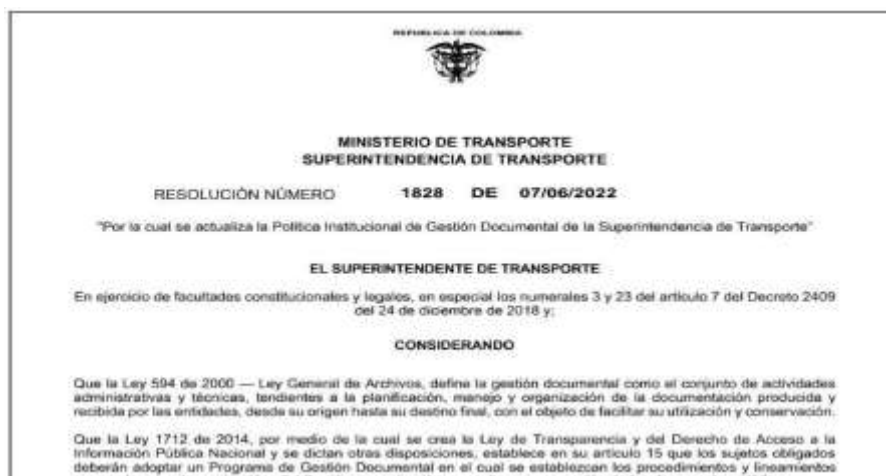 REPUBLICA DE COLOMBIA
MINISTERIO DE TRANSPORTE
SUPERINTENDENCIA DE TRANSPORTE
RESOLUCIÓN NÚMERO 1828 DE 07/06/2022
"Por la cual se actualiza la Política Institucional de Gestión Documental de la Superintendencia de Transporte"
EL SUPERINTENDENTE DE TRANSPORTE
En ejercicio de facultades constitucionales y legales, en especial los numerales 3 y 23 del artículo 7 del Decreto 2409
del 24 de diciembre de 2018 y;
CONSIDERANDO
Que la Ley 594 de 2000 — Ley General de Archivos, define la gestión documental como el conjunto de actividades
administrativas y técnicas, tendientes a la planificación, manejo y organización de la documentación producida y
recibida por las entidades, desde su origen hasta su destino final, con el objeto de facilitar su utilización y conservación.
Que la Ley 1712 de 2014, por medio de la cual se crea la Ley de Transparencia y del Derecho de Acceso a la
Información Pública Nacional y se dictan otras disposiciones, establece en su artículo 15 que los sujetos obligados
deberán adoptar un Programa de Gestión Documental en el cual se establezcan los procedimientos y lineamientos